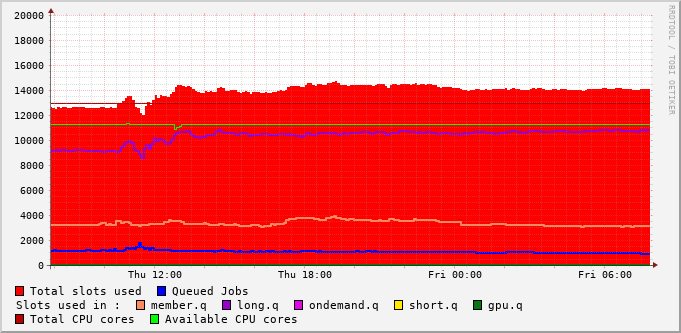 20000
18000
16000
14000
12000
10000
8000
6000
4000
2000
0
Thu 12:00 Thu 18:00 Fri 00:00 Fri 06:00
RRDTOOL / TOBI OETIKER
Total slots used Queued Jobs
Slots used in : member.q long.q ondemand.q short.q gpu.q
Total CPU cores Available CPU cores